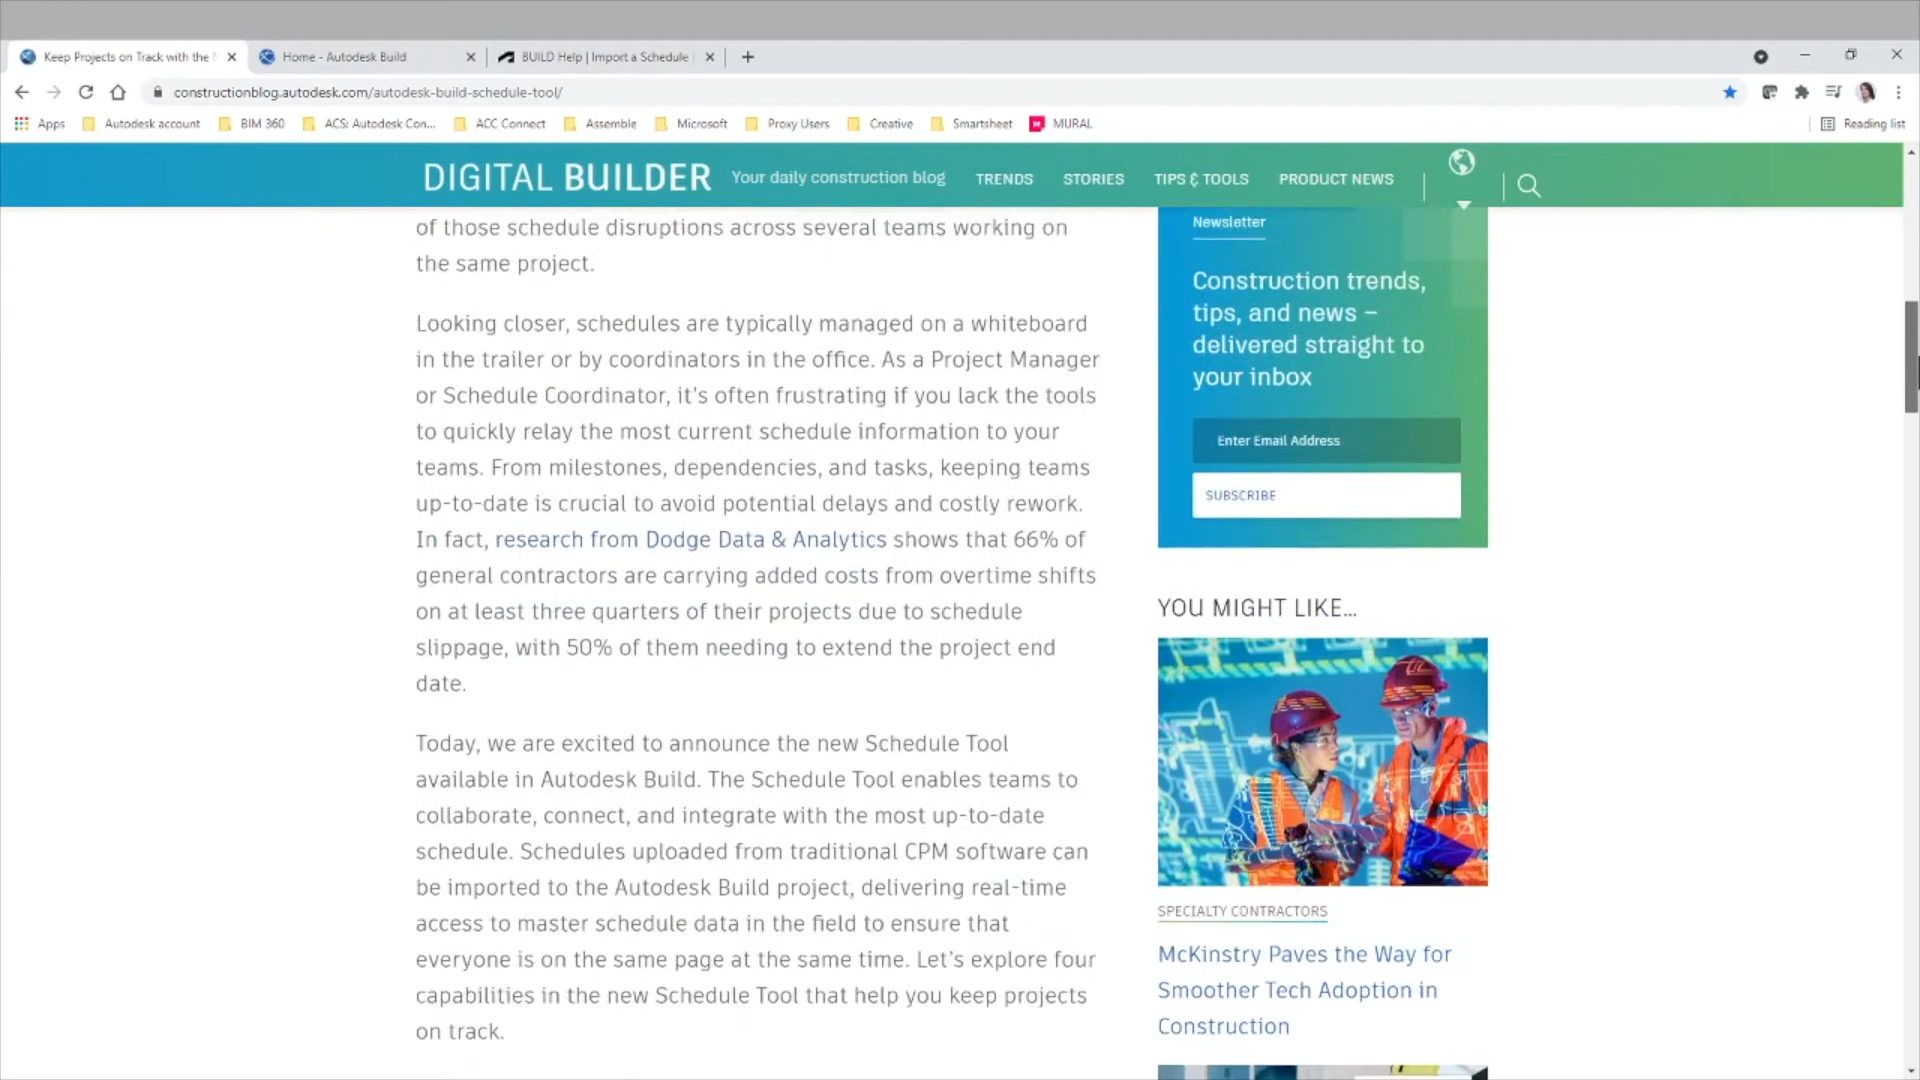 Keep Projects on Track with the
Home - Autodesk Build
BUILD Help | Import a Schedule
constructionblog.autodesk.com/autodesk-build-schedule-tool/
Apps
Autodesk account
BIM 360
ACS: Autodesk Con...
ACC Connect
Assemble
Microsoft
Proxy Users
Creative
Smartsheet
MURAL
Reading list
DIGITAL BUILDER
Your daily construction blog
TRENDS
STORIES
TIPS & TOOLS
PRODUCT NEWS
of those schedule disruptions across several teams working on
the same project.
Looking closer, schedules are typically managed on a whiteboard
in the trailer or by coordinators in the office. As a Project Manager
or Schedule Coordinator, it's often frustrating if you lack the tools
to quickly relay the most current schedule information to your
teams. From milestones, dependencies, and tasks, keeping teams
up-to-date is crucial to avoid potential delays and costly rework.
In fact, research from Dodge Data & Analytics shows that 66% of
general contractors are carrying added costs from overtime shifts
on at least three quarters of their projects due to schedule
slippage, with 50% of them needing to extend the project end
date.
Today, we are excited to announce the new Schedule Tool
available in Autodesk Build. The Schedule Tool enables teams to
collaborate, connect, and integrate with the most up-to-date
schedule. Schedules uploaded from traditional CPM software can
be imported to the Autodesk Build project, delivering real-time
access to master schedule data in the field to ensure that
everyone is on the same page at the same time. Let's explore four
capabilities in the new Schedule Tool that help you keep projects
on track.
Newsletter
Construction trends,
tips, and news –
delivered straight to
your inbox
Enter Email Address
SUBSCRIBE
YOU MIGHT LIKE...
SPECIALTY CONTRACTORS
McKinstry Paves the Way for
Smoother Tech Adoption in
Construction